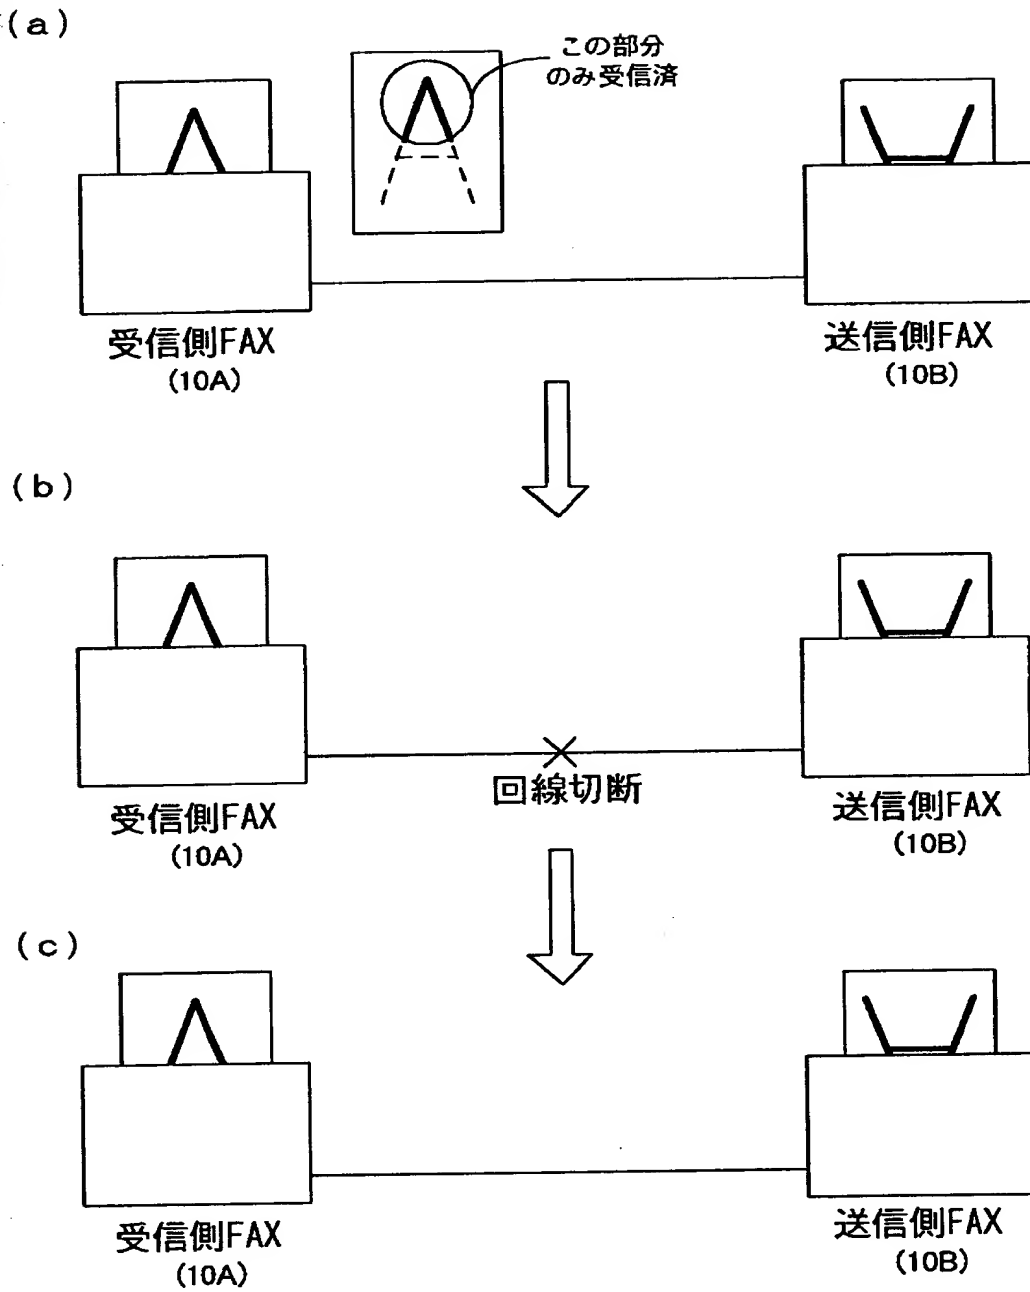 (a)
この部分
のみ受信済
受信側FAX
(10A)
送信側FAX
(10B)
(b)
回線切断
受信側FAX
(10A)
送信側FAX
(10B)
(c)
受信側FAX
(10A)
送信側FAX
(10B)